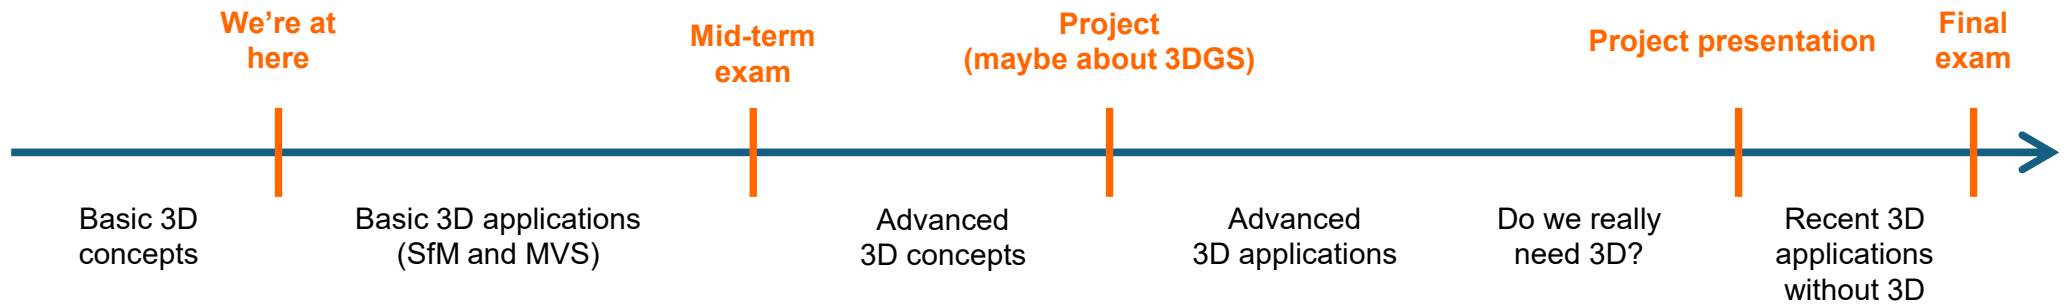 We're at
here
Mid-term
exam
Project
(maybe about 3DGS)
Project presentation
Final
exam
Basic 3D
concepts
Basic 3D applications
(SfM and MVS)
Advanced
3D concepts
Advanced
3D applications
Do we really
need 3D?
Recent 3D
applications
without 3D